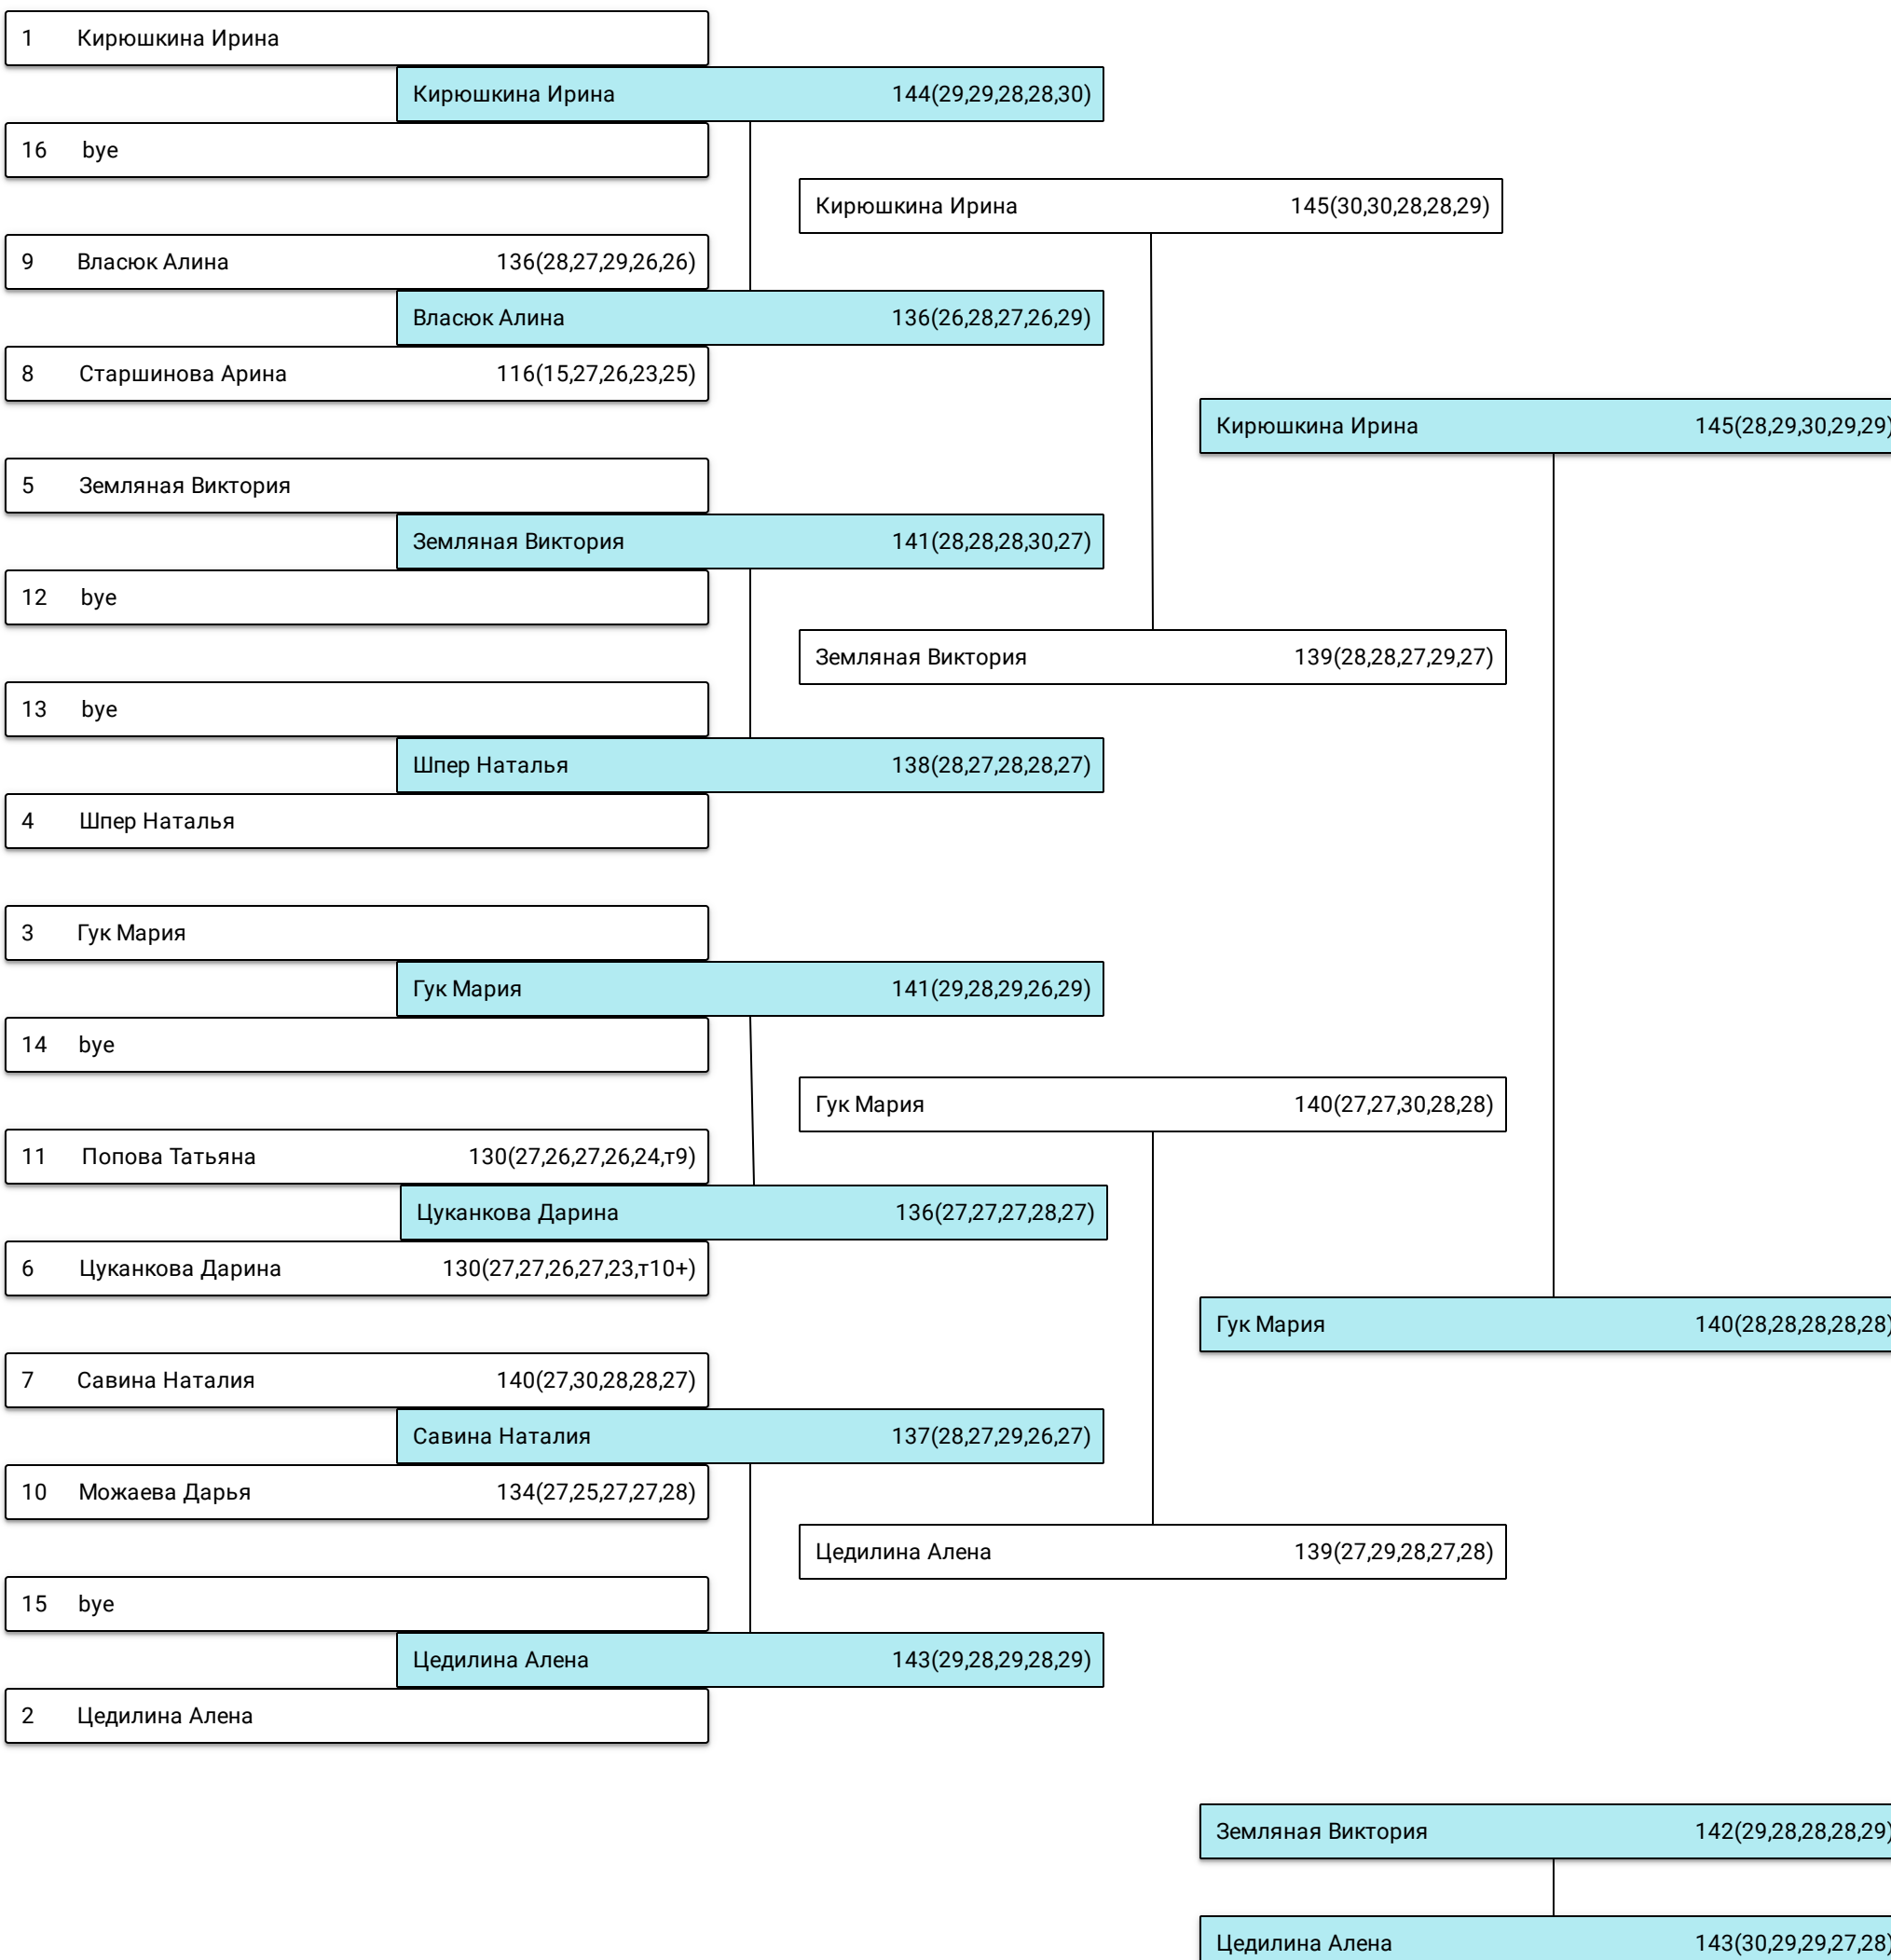 1 Кирюшкина Ирина
Кирюшкина Ирина 144(29,29,28,28,30)
16 bye
Кирюшкина Ирина 145(30,30,28,28,29)
9 Власюк Алина 136(28,27,29,26,26)
Власюк Алина 136(26,28,27,26,29)
8 Старшинова Арина 116(15,27,26,23,25)
Кирюшкина Ирина 145(28,29,30,29,29)
5 Земляная Виктория
Земляная Виктория 141(28,28,28,30,27)
12 bye
Земляная Виктория 139(28,28,27,29,27)
13 bye
Шпер Наталья 138(28,27,28,28,27)
4 Шпер Наталья
3 Гук Мария
Гук Мария 141(29,28,29,26,29)
14 bye
Гук Мария 140(27,27,30,28,28)
11 Попова Татьяна 130(27,26,27,26,24,т9)
Цуканкова Дарина 136(27,27,27,28,27)
6 Цуканкова Дарина 130(27,27,26,27,23,т10+)
Гук Мария 140(28,28,28,28,28)
7 Савина Наталия 140(27,30,28,28,27)
Савина Наталия 137(28,27,29,26,27)
10 Можаева Дарья 134(27,25,27,27,28)
Цедилина Алена 139(27,29,28,27,28)
15 bye
Цедилина Алена 143(29,28,29,28,29)
2 Цедилина Алена
Земляная Виктория 142(29,28,28,28,29)
Цедилина Алена 143(30,29,29,27,28)